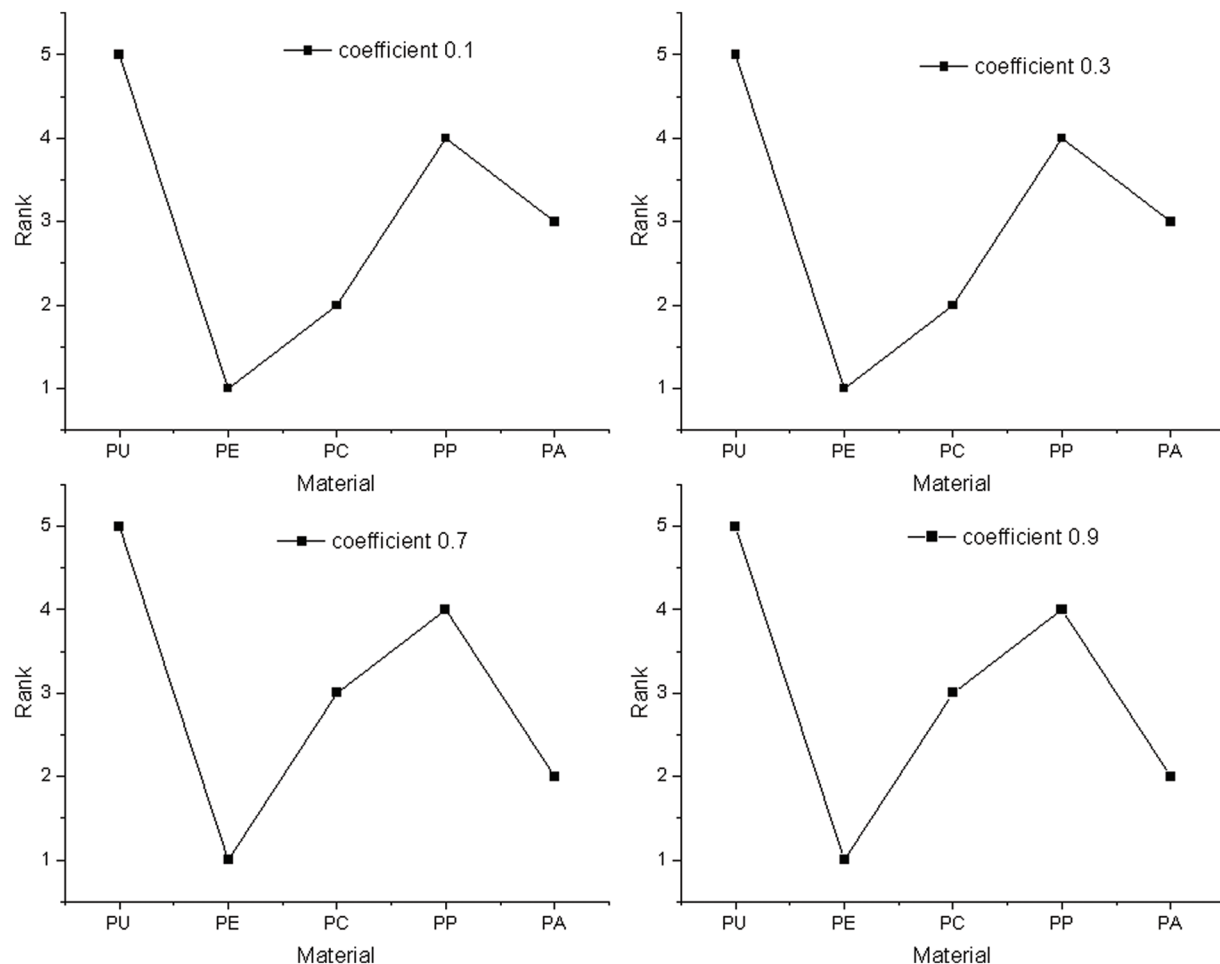 coefficient 0.1
5
4
3
2
1
Rank
PU PE PC PP PA
Material
coefficient 0.3
5
4
3
2
1
Rank
PU PE PC PP PA
Material
coefficient 0.7
5
4
3
2
1
Rank
PU PE PC PP PA
Material
coefficient 0.9
5
4
3
2
1
Rank
PU PE PC PP PA
Material